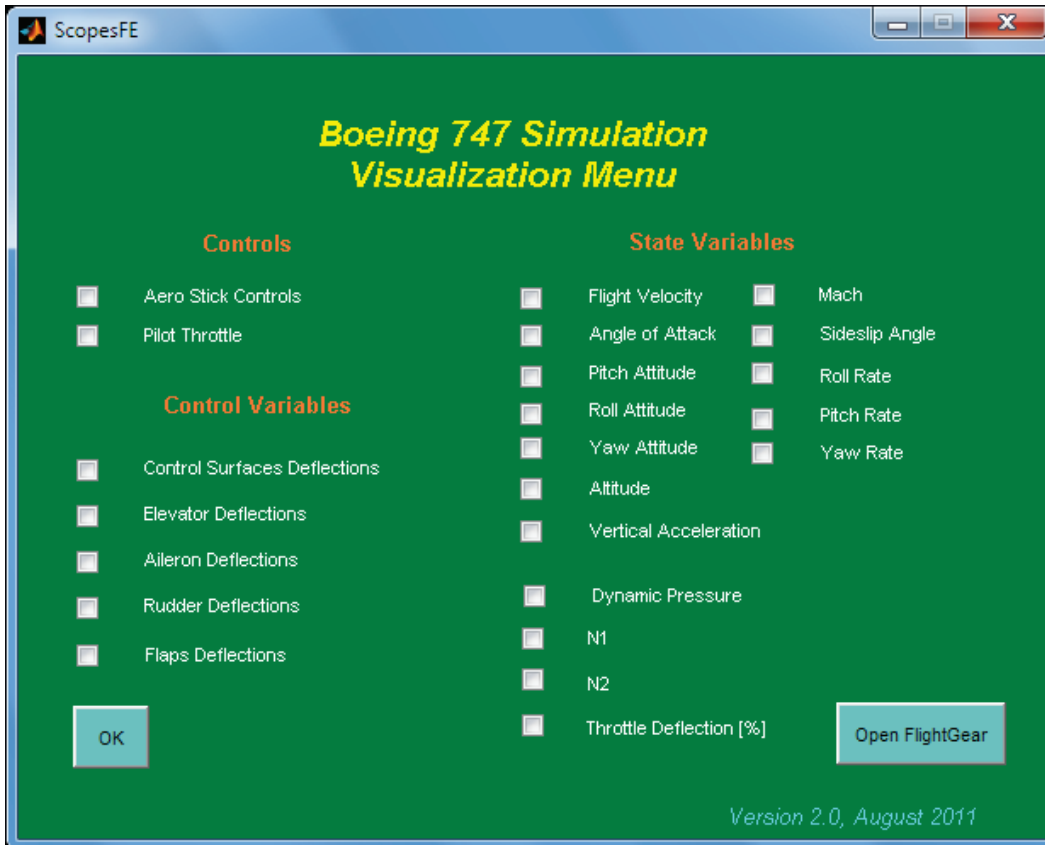 ScopesFE
Boeing 747 Simulation
Visualization Menu
Controls
Aero Stick Controls
Pilot Throttle
Control Variables
Control Surfaces Deflections
Elevator Deflections
Aileron Deflections
Rudder Deflections
Flaps Deflections
OK
State Variables
Flight Velocity
Angle of Attack
Pitch Attitude
Roll Attitude
Yaw Attitude
Altitude
Vertical Acceleration
Dynamic Pressure
N1
N2
Throttle Deflection [%]
Mach
Sideslip Angle
Roll Rate
Pitch Rate
Yaw Rate
Open FlightGear
Version 2.0, August 2011